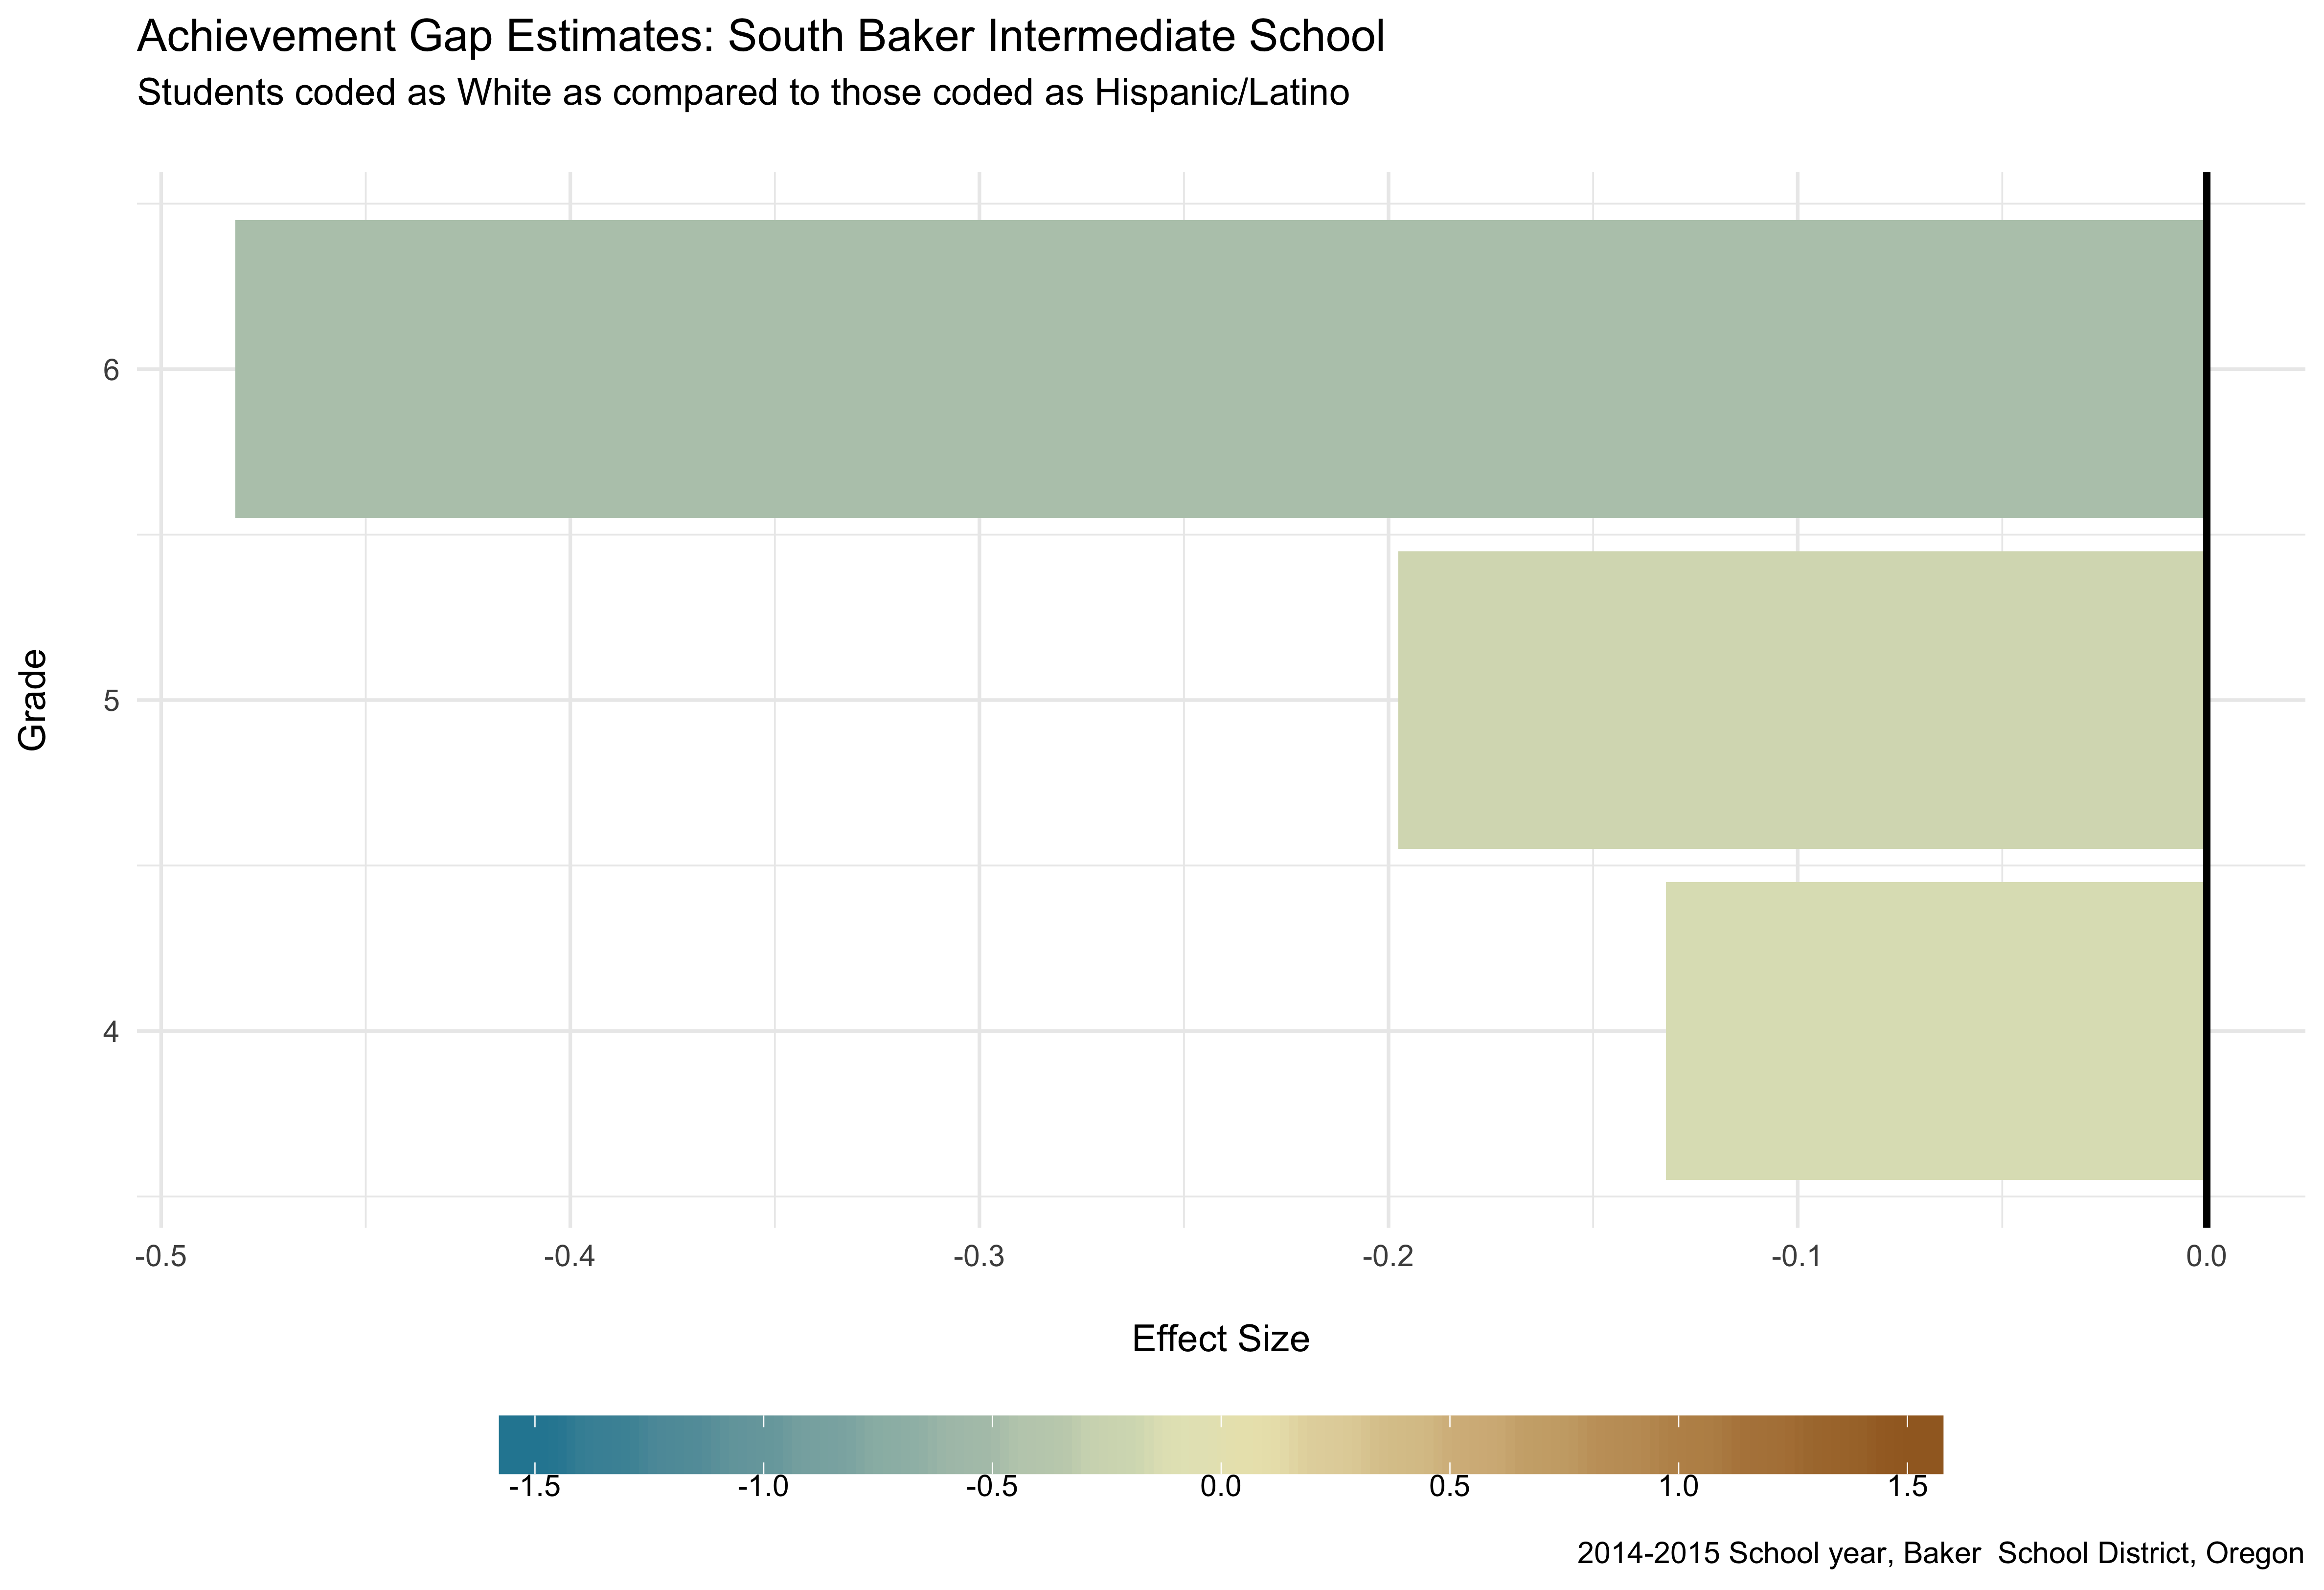 Achievement Gap Estimates: South Baker Intermediate School
Students coded as White as compared to those coded as Hispanic/Latino
6
5
4
Grade
-0.5 -0.4 -0.3 -0.2 -0.1 0.0
Effect Size
-1.5 -1.0 -0.5 0.0 0.5 1.0 1.5
2014-2015 School year, Baker  School District, Oregon